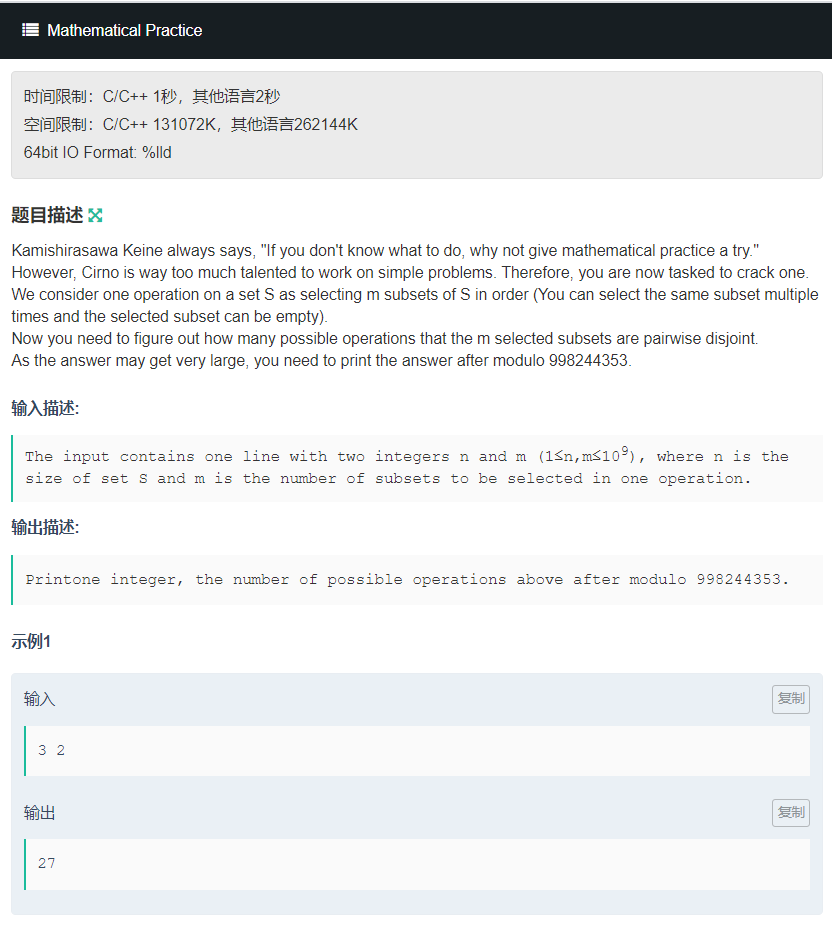 Mathematical Practice
时间限制：C/C++ 1秒，其他语言2秒
空间限制：C/C++ 131072K，其他语言262144K
64bit IO Format: %lld
题目描述
Kamishirasawa Keine always says, "If you don't know what to do, why not give mathematical practice a try."
However, Cirno is way too much talented to work on simple problems. Therefore, you are now tasked to crack one.
We consider one operation on a set S as selecting m subsets of S in order (You can select the same subset multiple
times and the selected subset can be empty).
Now you need to figure out how many possible operations that the m selected subsets are pairwise disjoint.
As the answer may get very large, you need to print the answer after modulo 998244353.
输入描述:
The input contains one line with two integers n and m (1≤n,m≤10⁹), where n is the
size of set S and m is the number of subsets to be selected in one operation.
输出描述:
Printone integer, the number of possible operations above after modulo 998244353.
示例1
输入
复制
3 2
输出
复制
27